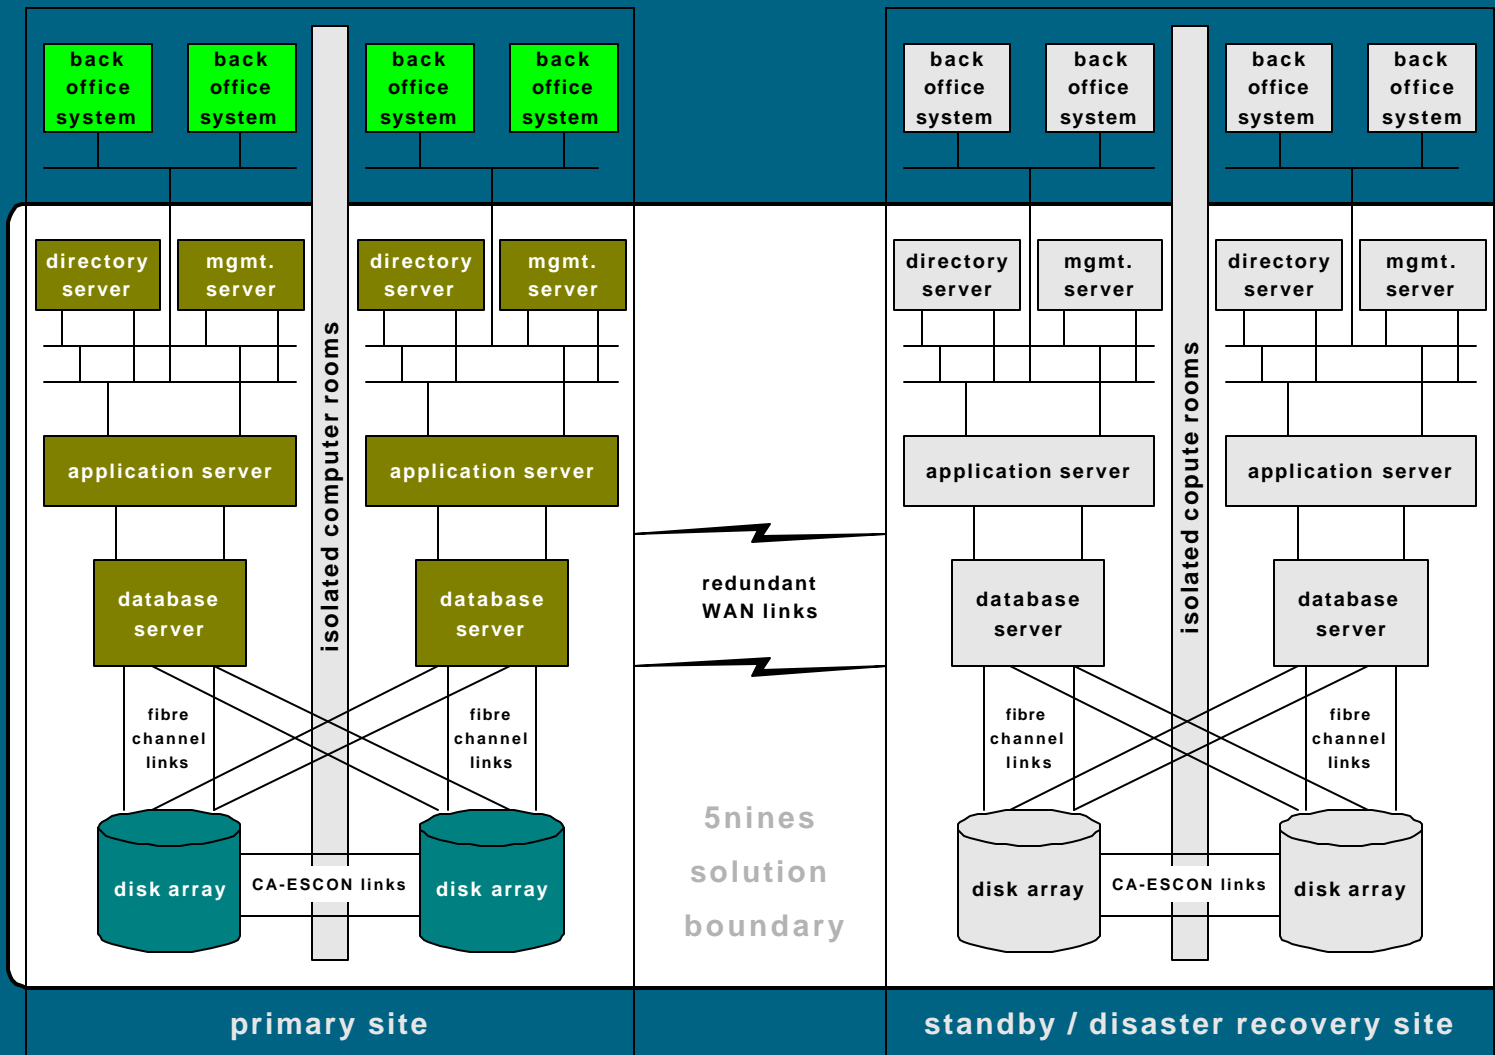 back
office
system
back
office
system
back
office
system
back
office
system
directory
server
mgmt.
server
directory
server
mgmt.
server
isolated computer rooms
application server
application server
database
server
database
server
fibre
channel
links
fibre
channel
links
disk array
CA-ESCON links
disk array
primary site
redundant
WAN links
5nines
solution
boundary
back
office
system
back
office
system
back
office
system
back
office
system
directory
server
mgmt.
server
directory
server
mgmt.
server
isolated copute rooms
application server
application server
database
server
database
server
fibre
channel
links
fibre
channel
links
disk array
CA-ESCON links
disk array
standby / disaster recovery site